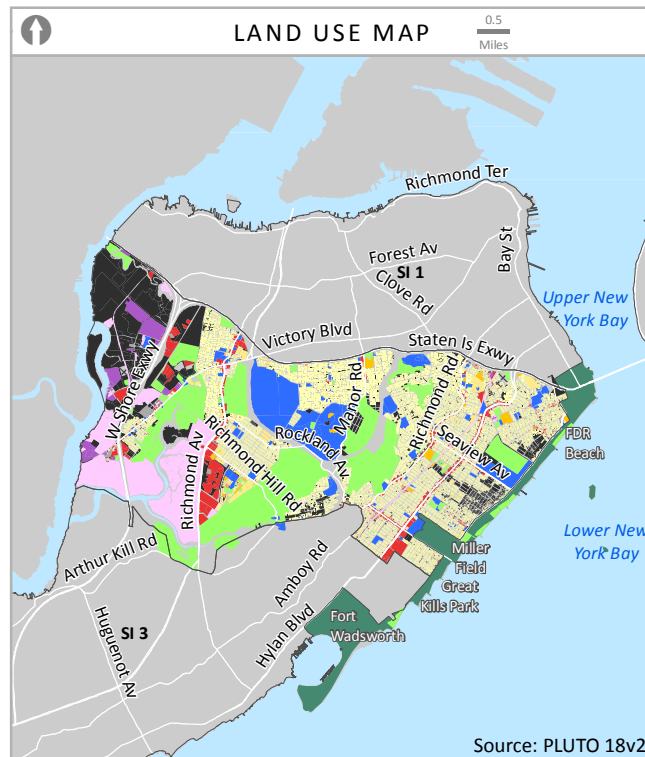 LAND USE MAP
0.5
Miles
Richmond Ter
Forest Av
SI 1
Bay St
Clove Rd
Upper New
York Bay
Victory Blvd
Staten Is Exwy
W Shore Exwy
Manor Rd
Richmond Rd
Richmond Av
Richmond Hill Rd
Rockland Av
Seaview Av
FDR
Beach
Lower New
York Bay
Arthur Kill Rd
Amboy Rd
Miller
Field
Great
Kills Park
Huguenot Av
SI 3
Hylan Blvd
Fort
Wadsworth
Source: PLUTO 18v2